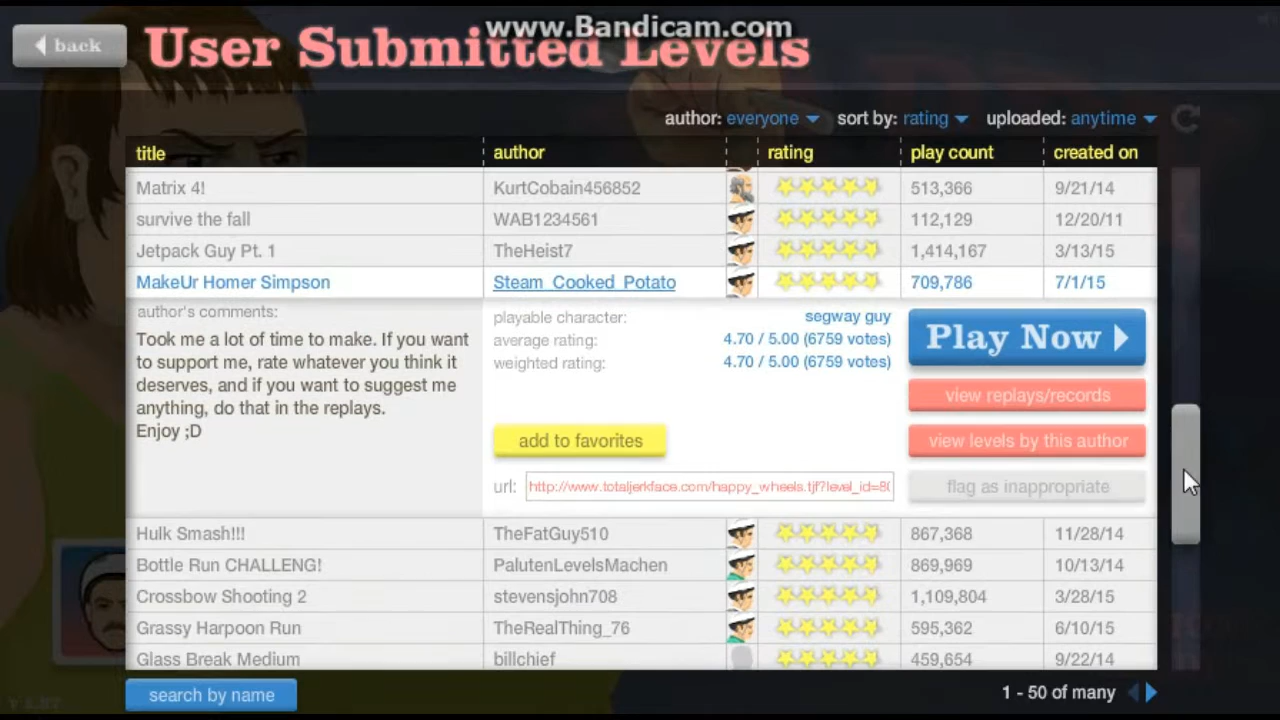 www.Bandicam.com
back
User Submitted Levels
author: everyone sort by: rating uploaded: anytime
title author rating play count created on
Matrix 4! KurtCobain456852 513,366 9/21/14
survive the fall WAB1234561 112,129 12/20/11
Jetpack Guy Pt. 1 TheHeist7 1,414,167 3/13/15
MakeUr Homer Simpson Steam_Cooked_Potato 709,786 7/1/15
author's comments:
Took me a lot of time to make. If you want
to support me, rate whatever you think it
deserves, and if you want to suggest me
anything, do that in the replays.
Enjoy ;D
playable character: segway guy
average rating: 4.70 / 5.00 (6759 votes)
weighted rating: 4.70 / 5.00 (6759 votes)
add to favorites
url: http://www.totaljerkface.com/happy_wheels.tjf?level_id=8
Play Now
view replays/records
view levels by this author
flag as inappropriate
Hulk Smash!!! TheFatGuy510 867,368 11/28/14
Bottle Run CHALLENG! PalutenLevelsMachen 869,969 10/13/14
Crossbow Shooting 2 stevensjohn708 1,109,804 3/28/15
Grassy Harpoon Run TheRealThing_76 595,362 6/10/15
Glass Break Medium billchief 459,654 9/22/14
search by name
1 - 50 of many